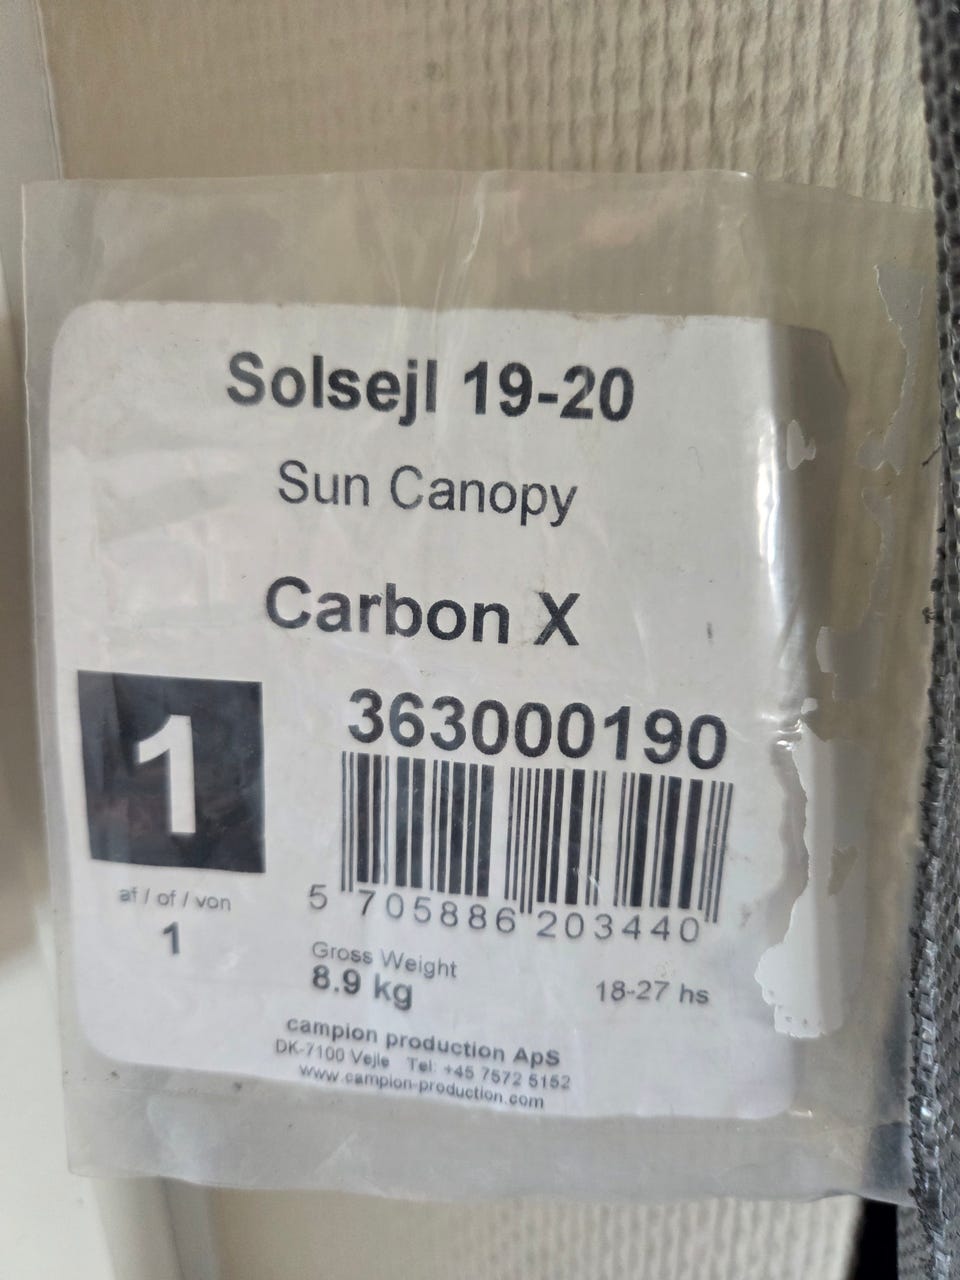 Solsejl 19-20
Sun Canopy
Carbon X
1
363000190
5 705886 203440
af / of / von
1
Gross Weight
8.9 kg
18-27 hs
campion production ApS
DK-7100 Vejle Tel: +45 7572 5152
www.campion-production.com